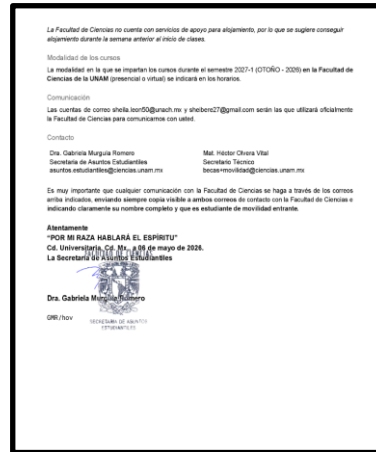 La Facultad de Ciencias no cuenta con servicios de apoyo para alojamiento, por lo que se sugiere conseguir
alojamiento durante la semana anterior al inicio de clases.
Modalidad de los cursos
La modalidad en la que se impartan los cursos durante el semestre 2027-1 (OTOÑO - 2026) en la Facultad de
Ciencias de la UNAM (presencial o virtual) se indicará en los horarios.
Comunicación
Las cuentas de correo sheila.leon50@unach.mx y sheibere27@gmail.com serán las que utilizará oficialmente
la Facultad de Ciencias para comunicarnos con usted.
Contacto
Dra. Gabriela Murguía Romero
Secretaria de Asuntos Estudiantiles
asuntos.estudiantiles@ciencias.unam.mx
Mat. Héctor Olvera Vital
Secretario Técnico
becas+movilidad@ciencias.unam.mx
Es muy importante que cualquier comunicación con la Facultad de Ciencias se haga a través de los correos
arriba indicados, enviando siempre copia visible a ambos correos de contacto con la Facultad de Ciencias e
indicando claramente su nombre completo y que es estudiante de movilidad entrante.
Atentamente
"POR MI RAZA HABLARÁ EL ESPÍRITU"
Cd. Universitaria, Cd. Mx., a 06 de mayo de 2026.
FACULTAD DE CIENCIAS
La Secretaria de Asuntos Estudiantiles
Dra. Gabriela Murguía Romero
GMR/hov
SECRETARÍA DE ASUNTOS
ESTUDIANTILES